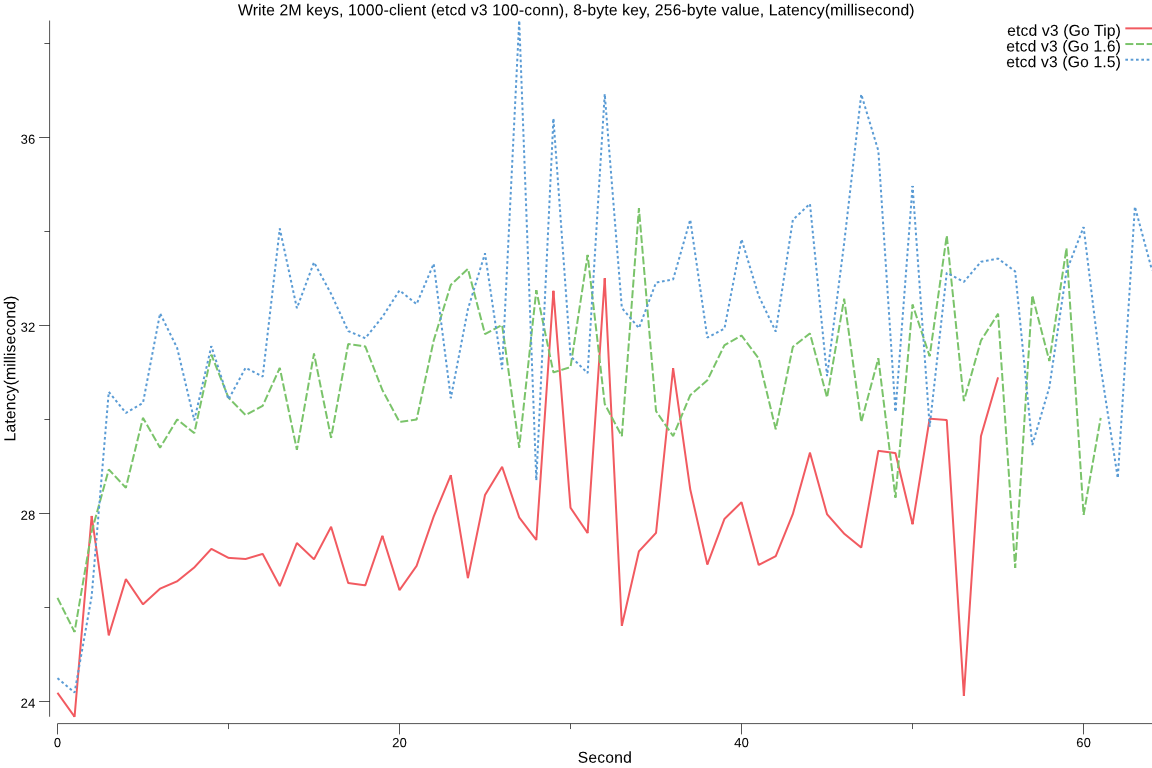 Write 2M keys, 1000-client (etcd v3 100-conn), 8-byte key, 256-byte value, Latency(millisecond)
etcd v3 (Go Tip)
etcd v3 (Go 1.6)
etcd v3 (Go 1.5)
Latency(millisecond)
36
32
28
24
0 20 40 60
Second